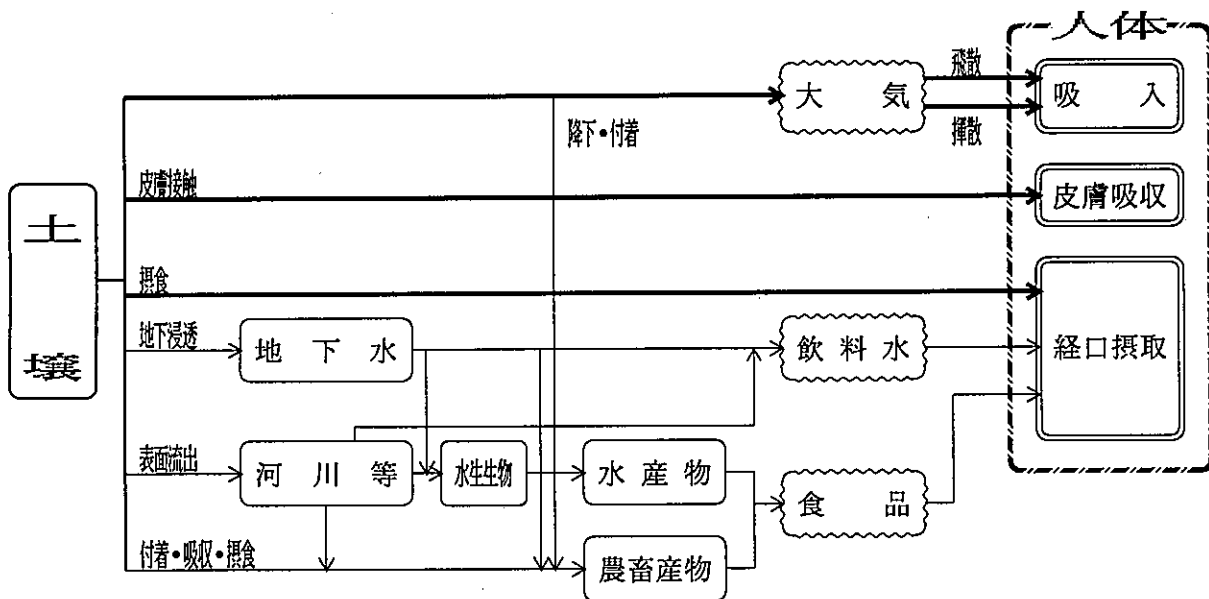 人体
飛散
大気
吸入
揮散
降下・付着
皮膚接触
皮膚吸収
土壌
摂食
地下浸透
地下水
飲料水
経口摂取
表面流出
河川等
水生生物
水産物
食品
付着・吸収・摂食
農畜産物